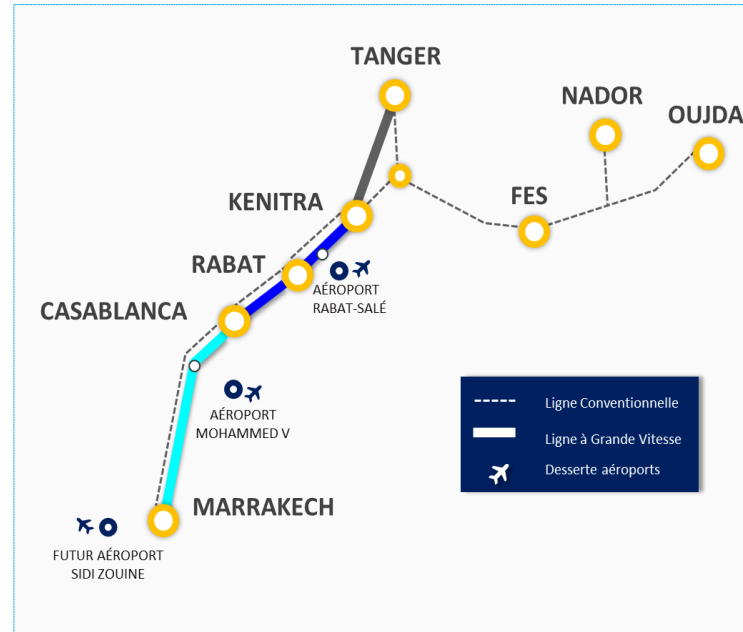 TANGER
NADOR
OUJDA
KENITRA
FES
RABAT
AÉROPORT
RABAT-SALÉ
CASABLANCA
AÉROPORT
MOHAMMED V
Ligne Conventionnelle
Ligne à Grande Vitesse
Desserte aéroports
MARRAKECH
FUTUR AÉROPORT
SIDI ZOUINE